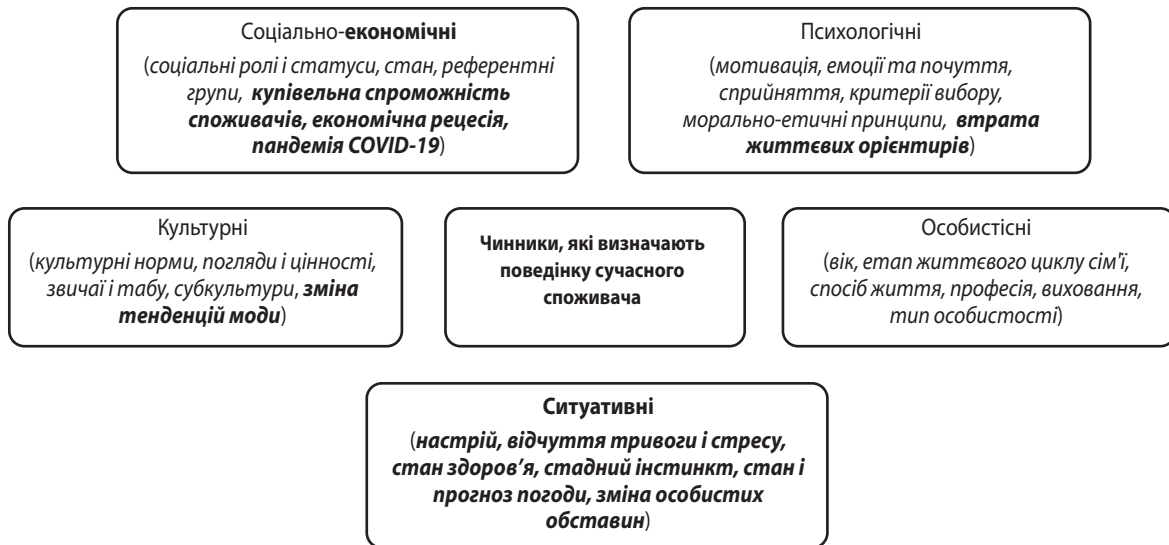 Соціально-економічні
(соціальні ролі і статуси, стан, референтні
групи, купівельна спроможність
споживачів, економічна рецесія,
пандемія COVID-19)
Психологічні
(мотивація, емоції та почуття,
сприйняття, критерії вибору,
морально-етичні принципи, втрата
життєвих орієнтирів)
Культурні
(культурні норми, погляди і цінності,
звичаї і табу, субкультури, зміна
тенденцій моди)
Чинники, які визначають
поведінку сучасного
споживача
Особистісні
(вік, етап життєвого циклу сім'ї,
спосіб життя, професія, виховання,
тип особистості)
Ситуативні
(настрій, відчуття тривоги і стресу,
стан здоров’я, стадний інстинкт, стан і
прогноз погоди, зміна особистих
обставин)